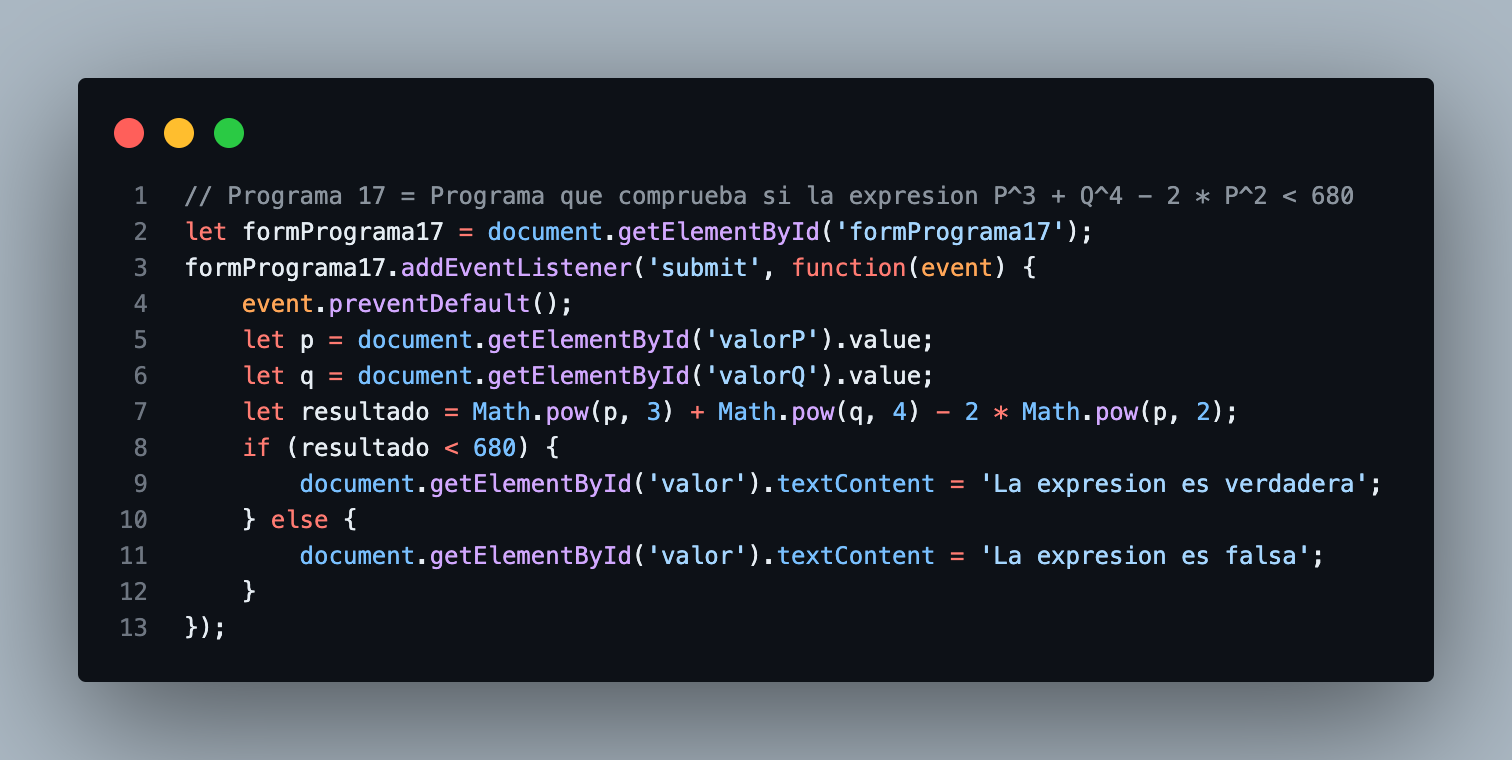 1 // Programa 17 = Programa que comprueba si la expresion P^3 + Q^4 - 2 * P^2 < 680
2 let formPrograma17 = document.getElementById('formPrograma17');
3 formPrograma17.addEventListener('submit', function(event) {
4     event.preventDefault();
5     let p = document.getElementById('valorP').value;
6     let q = document.getElementById('valorQ').value;
7     let resultado = Math.pow(p, 3) + Math.pow(q, 4) - 2 * Math.pow(p, 2);
8     if (resultado < 680) {
9         document.getElementById('valor').textContent = 'La expresion es verdadera';
10     } else {
11         document.getElementById('valor').textContent = 'La expresion es falsa';
12     }
13 });